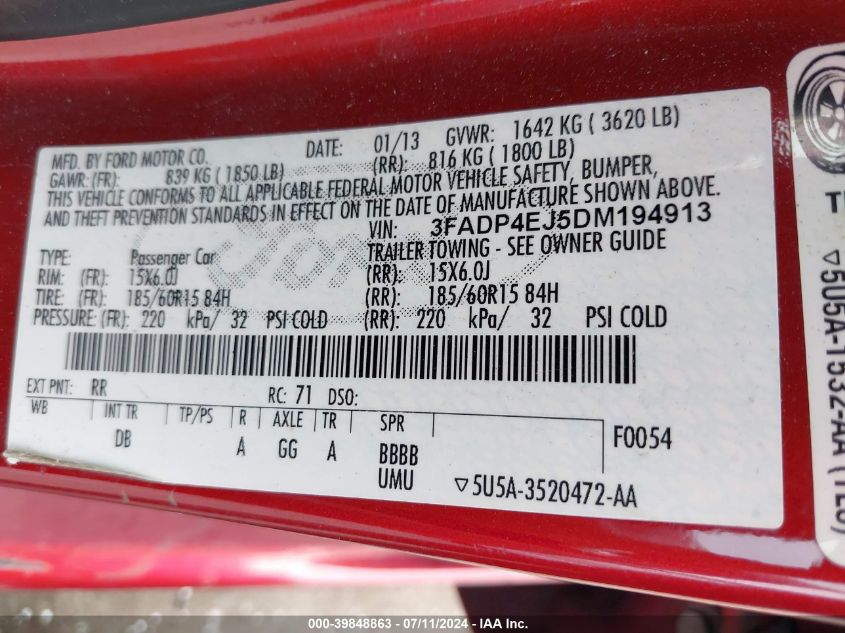 MFD. BY FORD MOTOR CO. DATE: 01/13 GVWR: 1642 KG ( 3620 LB)
GAWR: (FR): 839 KG ( 1850 LB) (RR): 816 KG ( 1800 LB)
THIS VEHICLE CONFORMS TO ALL APPLICABLE FEDERAL MOTOR VEHICLE SAFETY, BUMPER,
AND THEFT PREVENTION STANDARDS IN EFFECT ON THE DATE OF MANUFACTURE SHOWN ABOVE.
VIN: 3FADP4EJ5DM194913
TYPE: Passenger Car TRAILER TOWING - SEE OWNER GUIDE
RIM: (FR): 15X6.0J (RR): 15X6.0J
TIRE: (FR): 185/60R15 84H (RR): 185/60R15 84H
PRESSURE: (FR): 220 kPa/ 32 PSI COLD (RR): 220 kPa/ 32 PSI COLD
EXT PNT: RR RC: 71 DSO:
WB INT TR TP/PS R AXLE TR SPR
DB A GG A BBBB F0054
UMU ▽5U5A-3520472-AA
▽5U5A-1532-AA (TEO)
000-39848863 - 07/11/2024 - IAAI.com